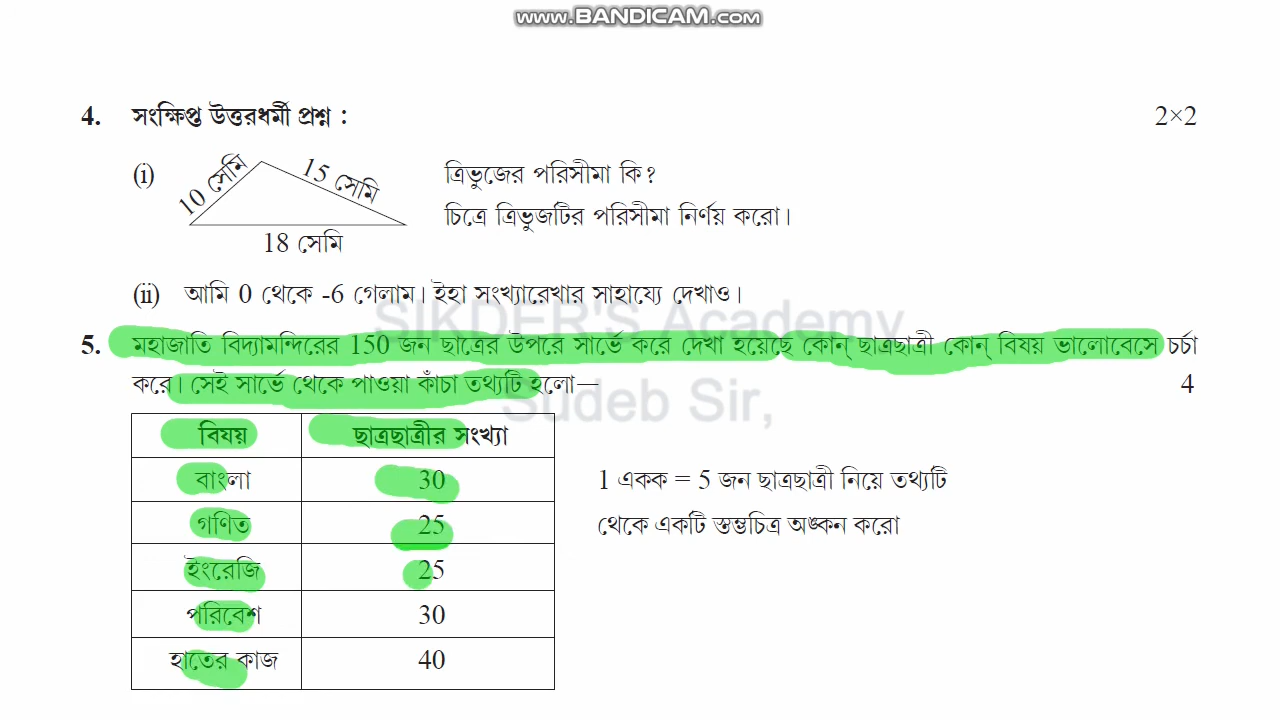 www.BANDICAM.com
4. সংক্ষিপ্ত উত্তরধর্মী প্রশ্ন : 2×2
(i) 10 সেমি 15 সেমি ত্রিভুজের পরিসীমা কি?
চিত্রে ত্রিভুজটির পরিসীমা নির্ণয় করো।
18 সেমি
(ii) আমি 0 থেকে -6 গেলাম। ইহা সংখ্যারেখার সাহায্যে দেখাও।
SIKDER'S Academy
5. মহাজাতি বিদ্যামন্দিরের 150 জন ছাত্রের উপরে সার্ভে করে দেখা হয়েছে কোন্ ছাত্রছাত্রী কোন্ বিষয় ভালোবেসে চর্চা
করে। সেই সার্ভে থেকে পাওয়া কাঁচা তথ্যটি হলো— 4
Sudeb Sir,
বিষয় ছাত্রছাত্রীর সংখ্যা
বাংলা 30 1 একক = 5 জন ছাত্রছাত্রী নিয়ে তথ্যটি
গণিত 25 থেকে একটি স্তম্ভচিত্র অঙ্কন করো
ইংরেজি 25
পরিবেশ 30
হাতের কাজ 40